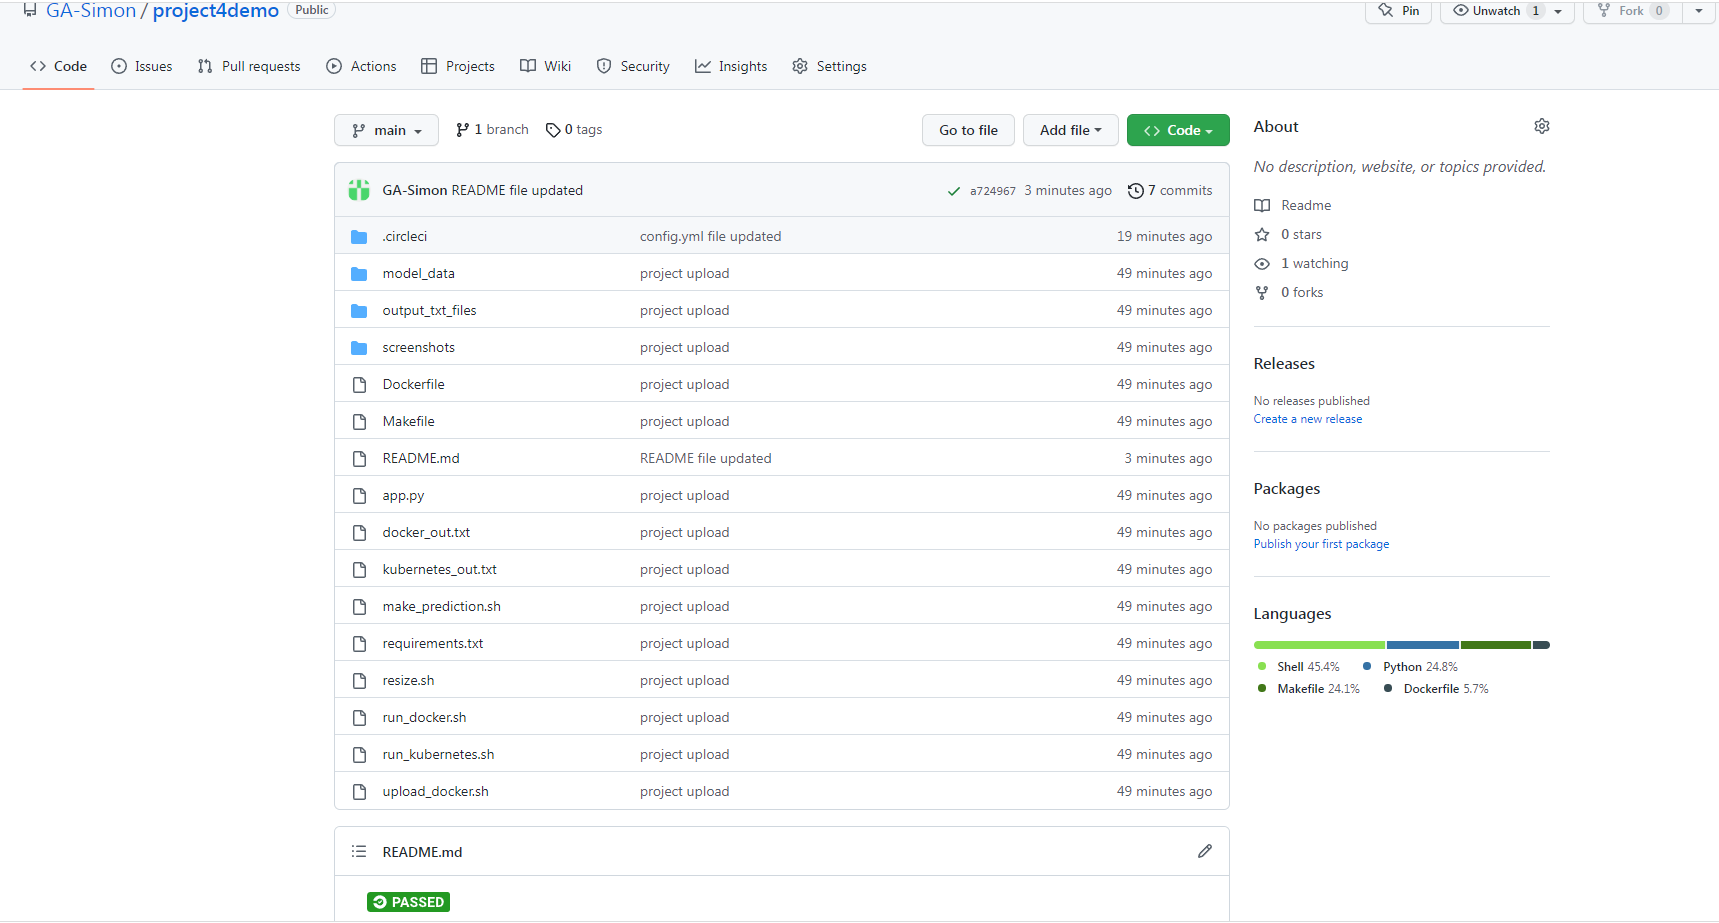 GA-Simon / project4demo Public
Pin
Unwatch 1
Fork 0
Code
Issues
Pull requests
Actions
Projects
Wiki
Security
Insights
Settings
main
1 branch
0 tags
Go to file
Add file
Code
GA-Simon README file updated a724967 3 minutes ago 7 commits
.circleci config.yml file updated 19 minutes ago
model_data project upload 49 minutes ago
output_txt_files project upload 49 minutes ago
screenshots project upload 49 minutes ago
Dockerfile project upload 49 minutes ago
Makefile project upload 49 minutes ago
README.md README file updated 3 minutes ago
app.py project upload 49 minutes ago
docker_out.txt project upload 49 minutes ago
kubernetes_out.txt project upload 49 minutes ago
make_prediction.sh project upload 49 minutes ago
requirements.txt project upload 49 minutes ago
resize.sh project upload 49 minutes ago
run_docker.sh project upload 49 minutes ago
run_kubernetes.sh project upload 49 minutes ago
upload_docker.sh project upload 49 minutes ago
README.md
PASSED
About
No description, website, or topics provided.
Readme
0 stars
1 watching
0 forks
Releases
No releases published
Create a new release
Packages
No packages published
Publish your first package
Languages
Shell 45.4% Python 24.8%
Makefile 24.1% Dockerfile 5.7%